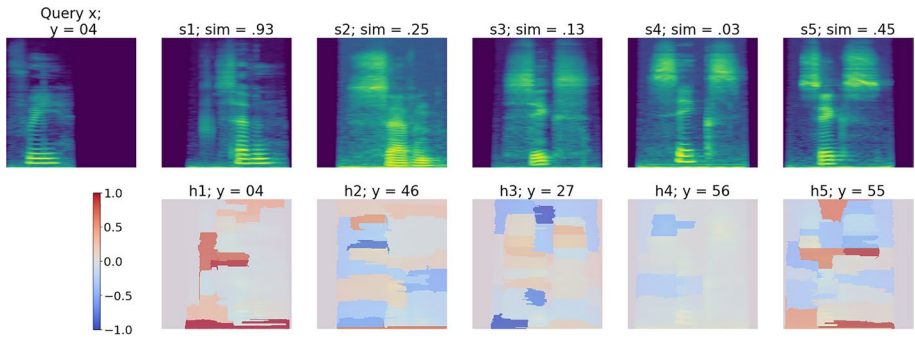 Query x;
y = 04
s1; sim = .93
s2; sim = .25
s3; sim = .13
s4; sim = .03
s5; sim = .45
h1; y = 04
h2; y = 46
h3; y = 27
h4; y = 56
h5; y = 55
1.0
0.5
0.0
−0.5
−1.0